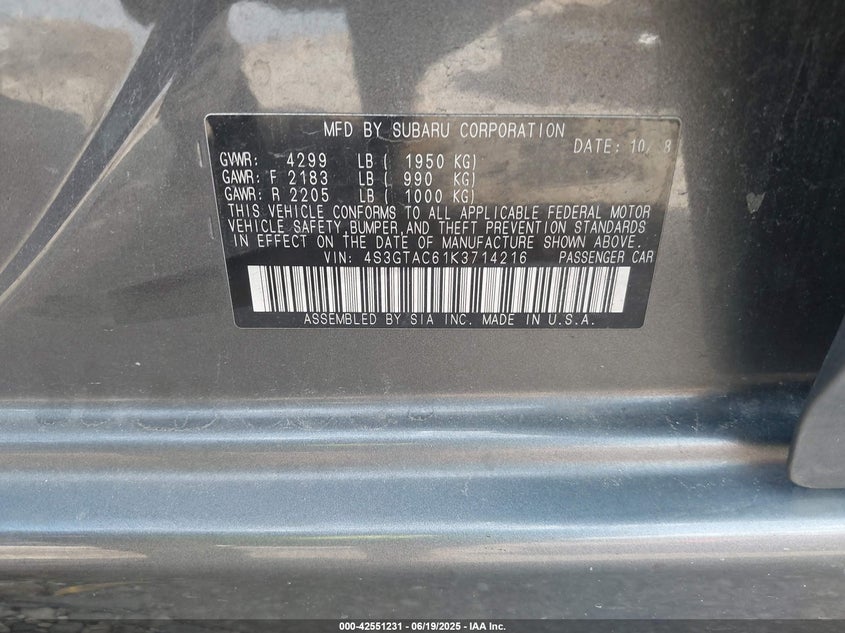 MFD BY SUBARU CORPORATION
DATE: 10/ 8
GVWR: 4299 LB ( 1950 KG)
GAWR: F 2183 LB ( 990 KG)
GAWR: R 2205 LB ( 1000 KG)
THIS VEHICLE CONFORMS TO ALL APPLICABLE FEDERAL MOTOR
VEHICLE SAFETY,BUMPER,AND THEFT PREVENTION STANDARDS
IN EFFECT ON THE DATE OF MANUFACTURE SHOWN ABOVE.
VIN: 4S3GTAC61K3714216 PASSENGER CAR
ASSEMBLED BY SIA INC. MADE IN U.S.A.
000-42551231 - 06/19/2025 - IAA Inc.